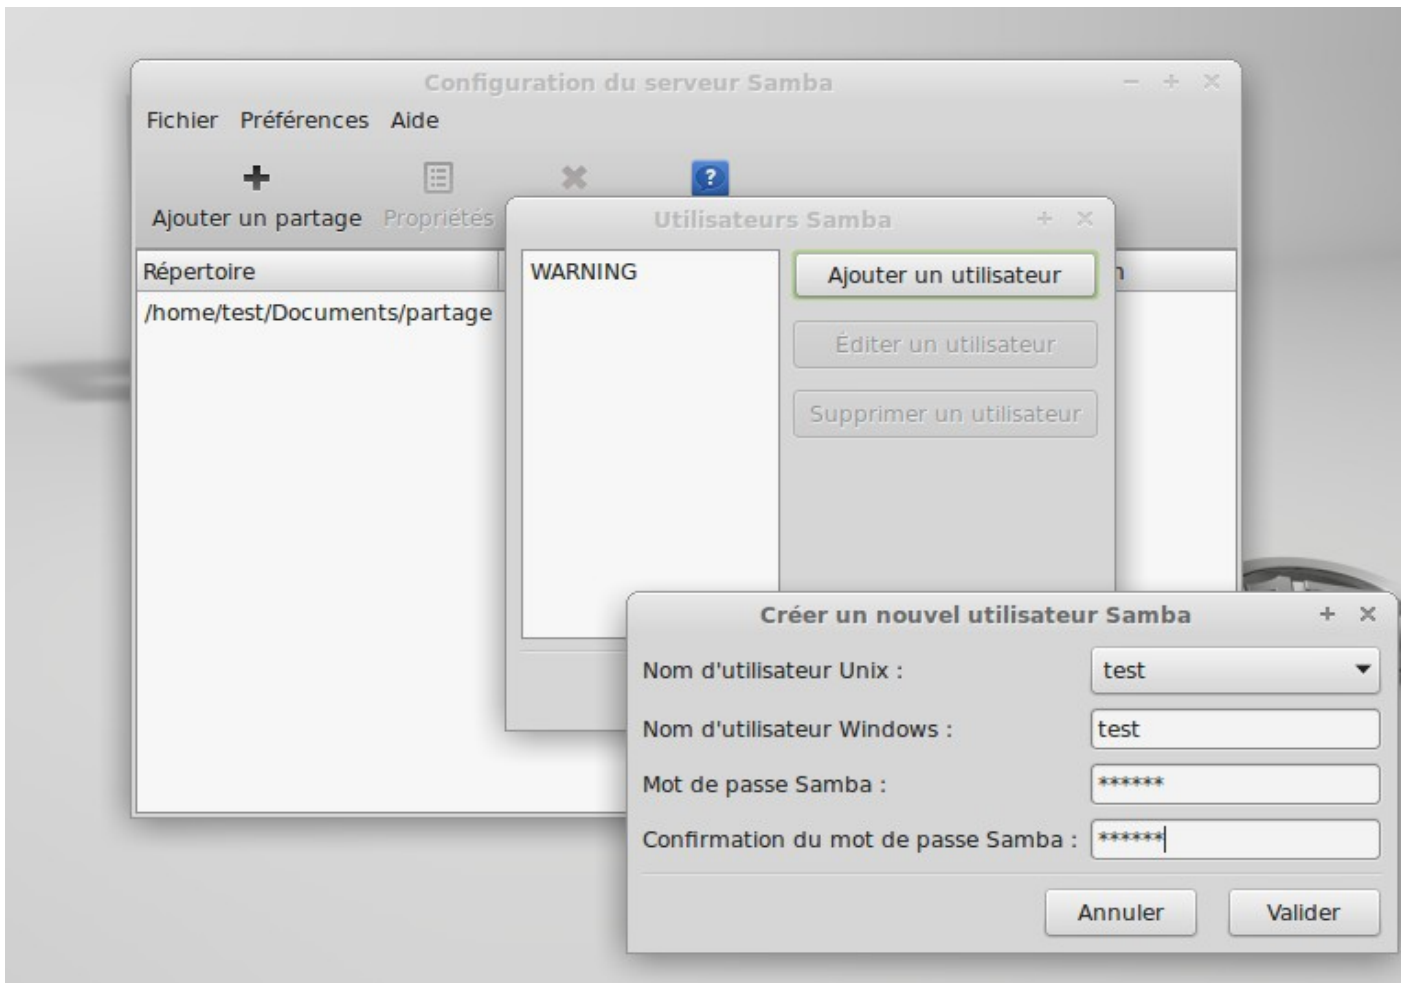 Configuration du serveur Samba
Fichier Préférences Aide
Ajouter un partage Propriétés
Utilisateurs Samba
Répertoire
/home/test/Documents/partage
WARNING
Ajouter un utilisateur
Éditer un utilisateur
Supprimer un utilisateur
Créer un nouvel utilisateur Samba
Nom d'utilisateur Unix : test
Nom d'utilisateur Windows : test
Mot de passe Samba : ******
Confirmation du mot de passe Samba : ******
Annuler Valider